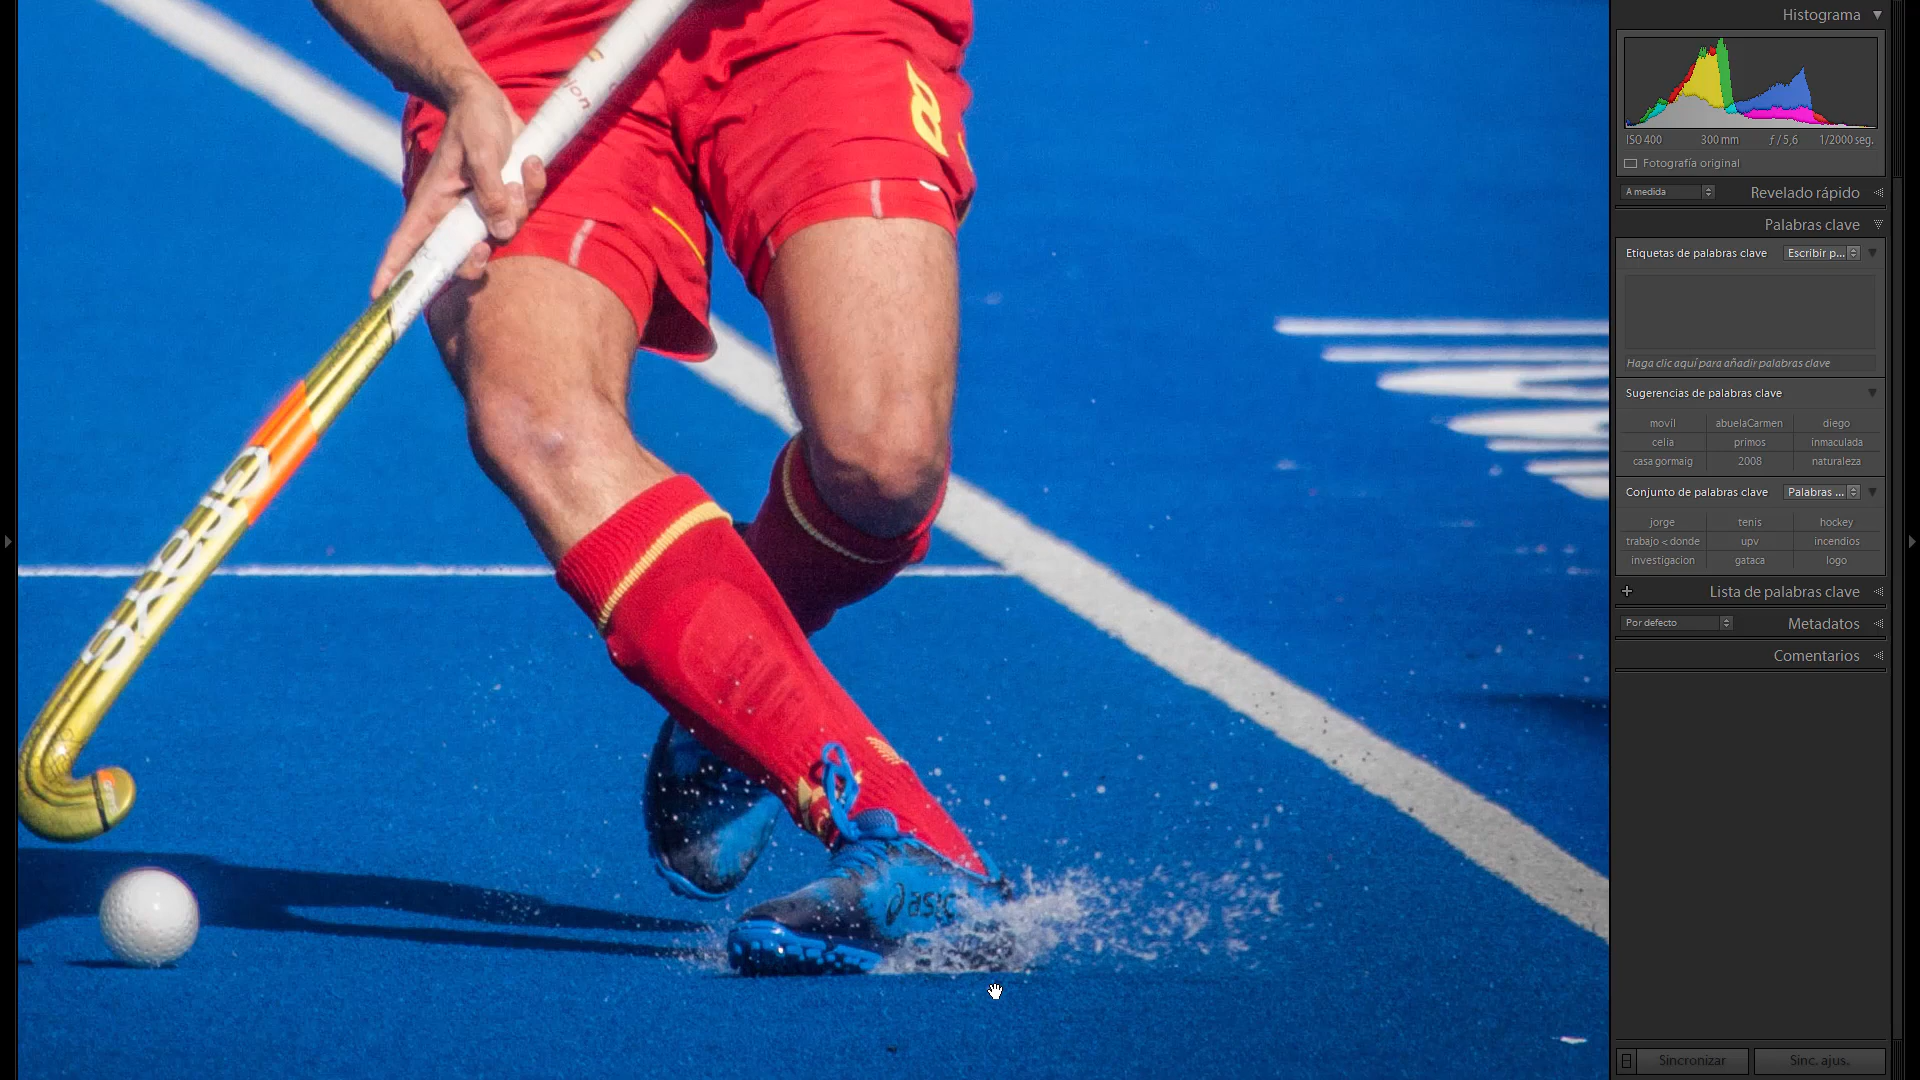 Histograma
ISO 400 300 mm ƒ / 5,6 1/2000 seg.
Fotografía original
A medida Revelado rápido
Palabras clave
Etiquetas de palabras clave Escribir p...
Haga clic aquí para añadir palabras clave
Sugerencias de palabras clave
movil abuelaCarmen diego
celia primos inmaculada
casa gormaig 2008 naturaleza
Conjunto de palabras clave Palabras ...
jorge tenis hockey
trabajo < donde upv incendios
investigacion gataca logo
Lista de palabras clave
Por defecto Metadatos
Comentarios
Sincronizar Sinc. ajus.
8
asics